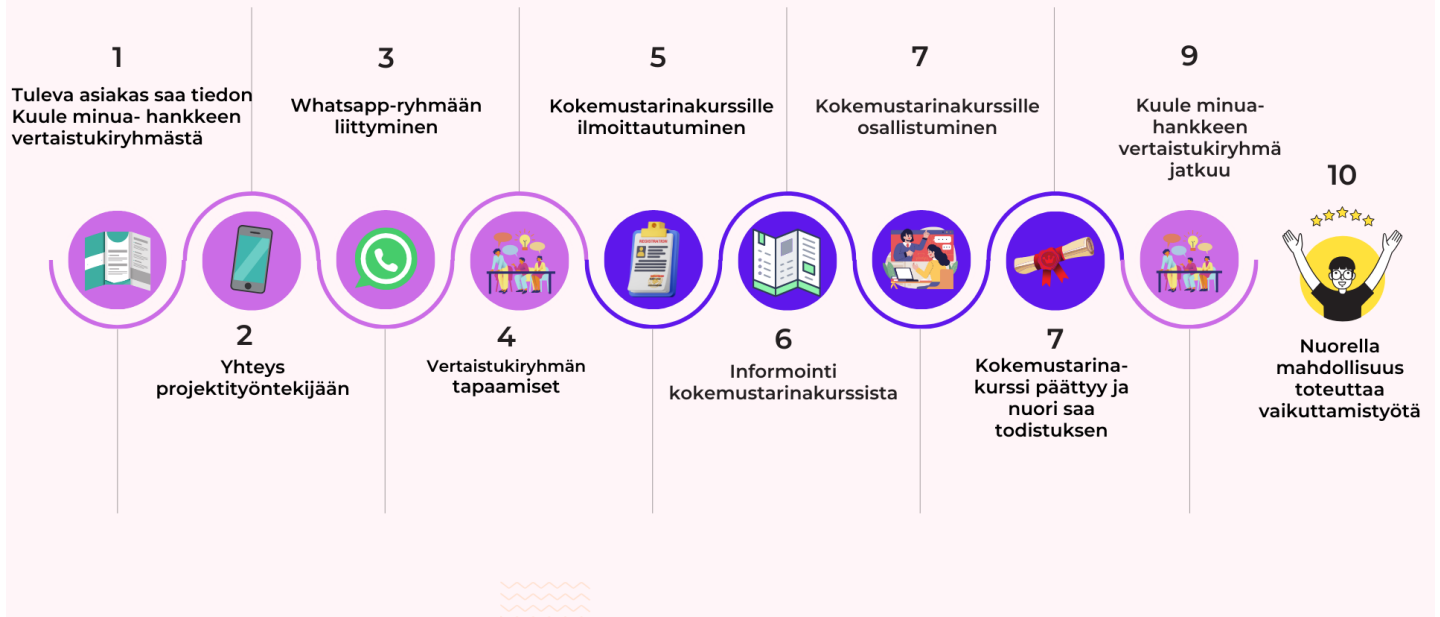 1
Tuleva asiakas saa tiedon
Kuule minua- hankkeen
vertaistukiryhmästä
2
Yhteys
projektityöntekijään
3
Whatsapp-ryhmään
liittyminen
4
Vertaistukiryhmän
tapaamiset
5
Kokemustarinakurssille
ilmoittautuminen
REGISTRATION
6
Informointi
kokemustarinakurssista
7
Kokemustarinakurssille
osallistuminen
7
Kokemustarina-
kurssi päättyy ja
nuori saa
todistuksen
9
Kuule minua-
hankkeen
vertaistukiryhmä
jatkuu
10
Nuorella
mahdollisuus
toteuttaa
vaikuttamistyötä